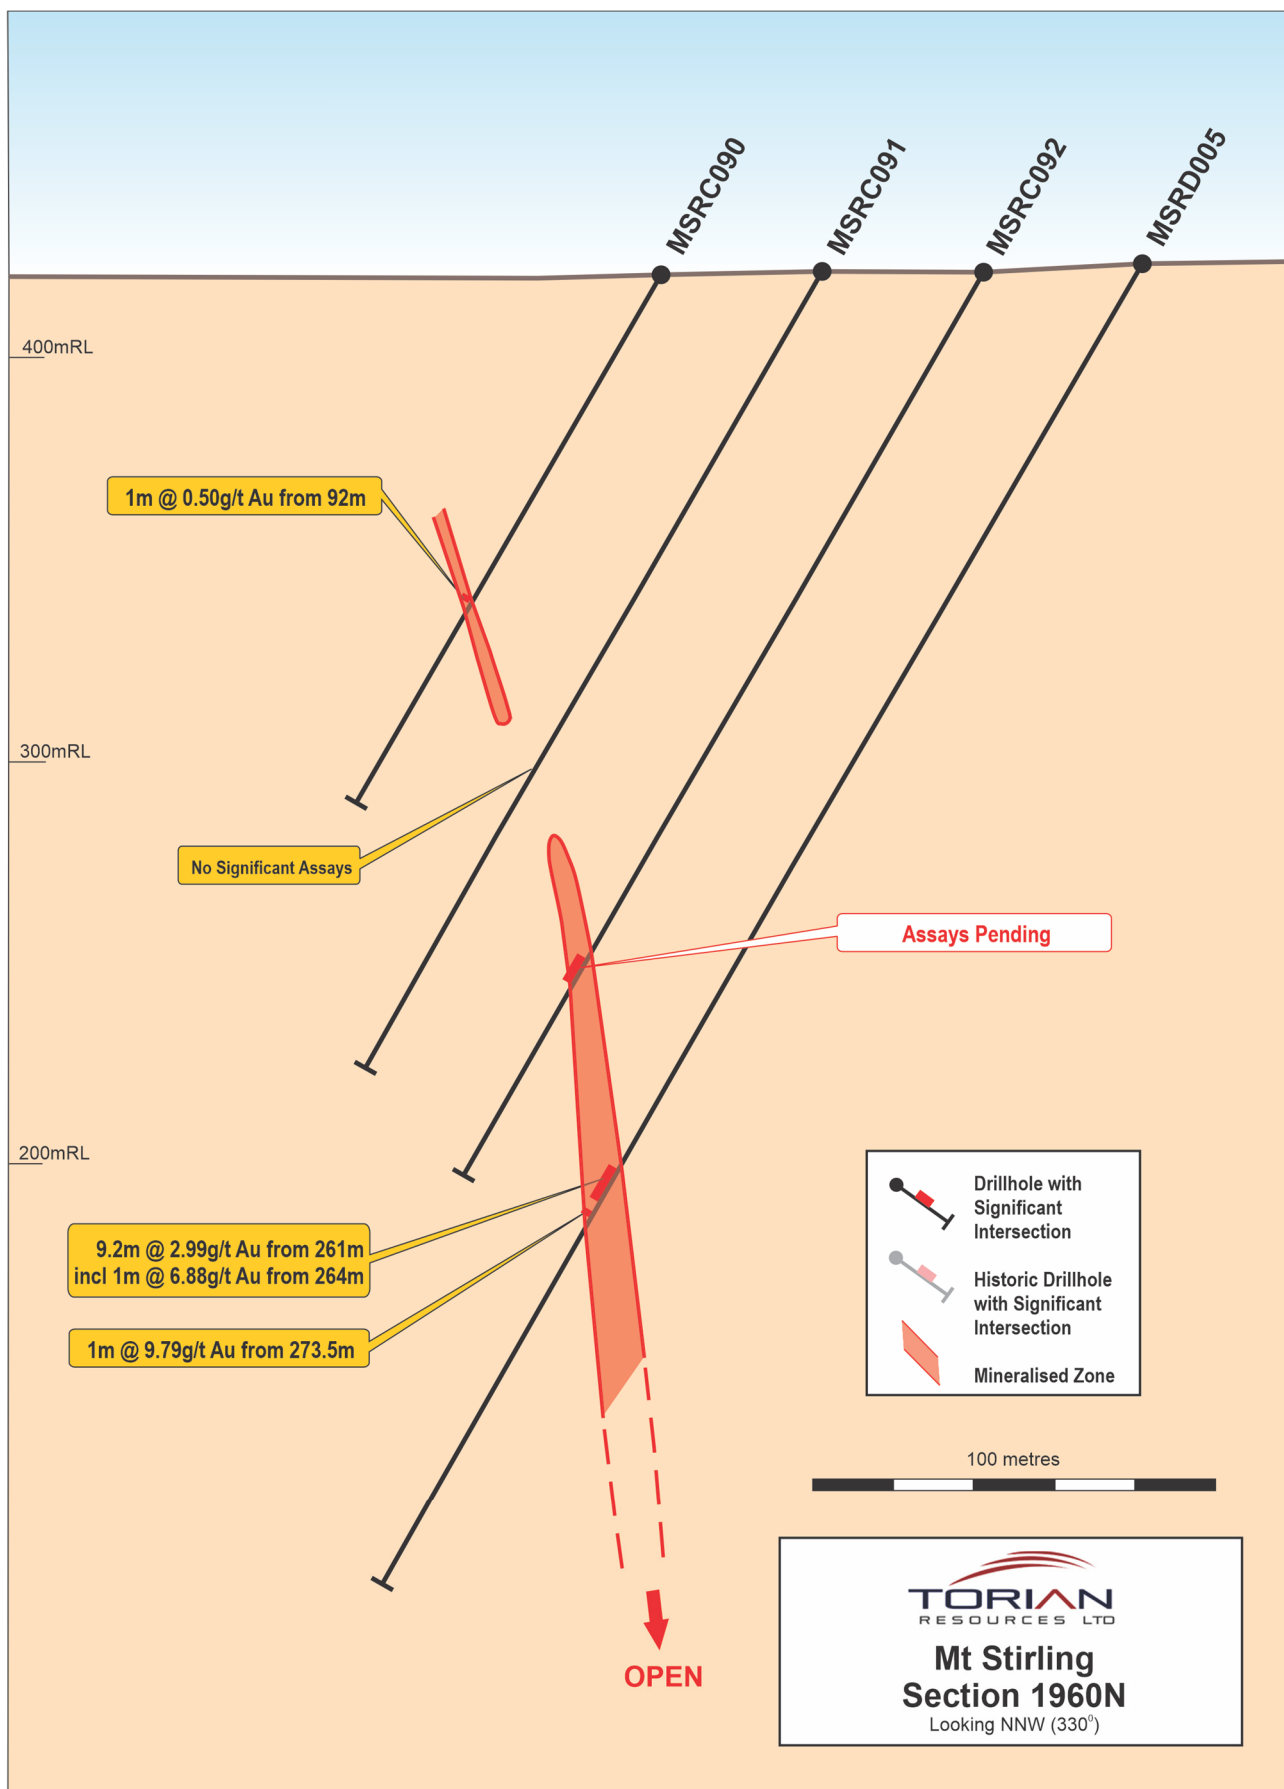 MSRC090
MSRC091
MSRC092
MSRD005
400mRL
1m @ 0.50g/t Au from 92m
300mRL
No Significant Assays
Assays Pending
200mRL
9.2m @ 2.99g/t Au from 261m
incl 1m @ 6.88g/t Au from 264m
1m @ 9.79g/t Au from 273.5m
Drillhole with
Significant
Intersection
Historic Drillhole
with Significant
Intersection
Mineralised Zone
100 metres
OPEN
TORIAN
RESOURCES LTD
Mt Stirling
Section 1960N
Looking NNW (330⁰)